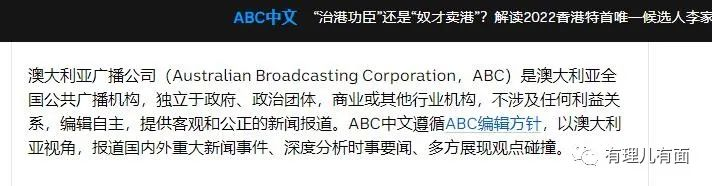 ABC中文 “治港功臣”还是“奴才卖港”？解读2022香港特首唯一候选人李家
澳大利亚广播公司（Australian Broadcasting Corporation，ABC）是澳大利亚全
国公共广播机构，独立于政府、政治团体，商业或其他行业机构，不涉及任何利益关
系，编辑自主，提供客观和公正的新闻报道。ABC中文遵循ABC编辑方针，以澳大利
亚视角，报道国内外重大新闻事件、深度分析时事要闻、多方展现观点碰撞。
有理儿有面